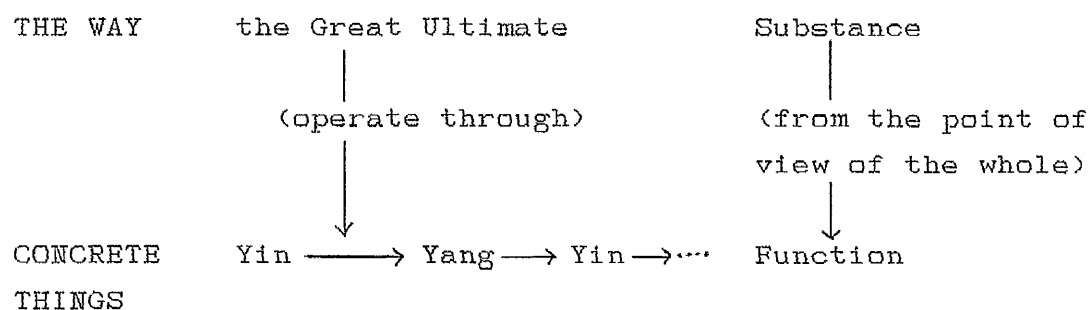 THE WAY the Great Ultimate Substance
(operate through) (from the point of
view of the whole)
CONCRETE Yin Yang Yin .... Function
THINGS